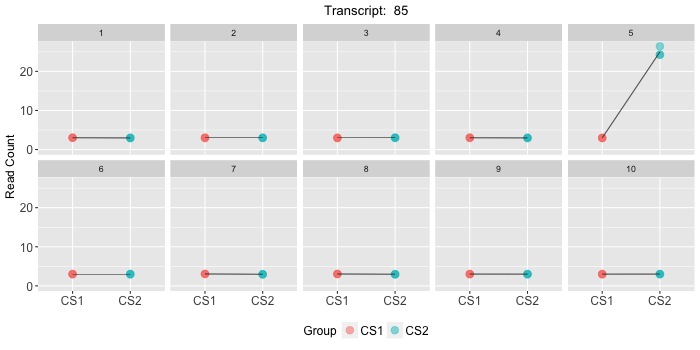 Transcript: 85
1 2 3 4 5
20
10
0
Read Count
6 7 8 9 10
20
10
0
CS1 CS2 CS1 CS2 CS1 CS2 CS1 CS2 CS1 CS2
Group CS1 CS2